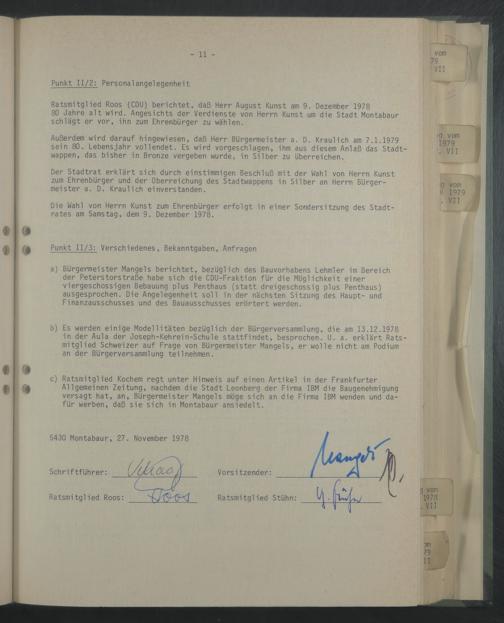 - 11 -
Punkt II/2: Personalangelegenheit
Ratsmitglied Roos (CDU) berichtet, daß Herr August Kunst am 9. Dezember 1978
80 Jahre alt wird. Angesichts der Verdienste von Herrn Kunst um die Stadt Montabaur
schlägt er vor, ihn zum Ehrenbürger zu wählen.
Außerdem wird darauf hingewiesen, daß Herr Bürgermeister a. D. Kraulich am 7.1.1979
sein 80. Lebensjahr vollendet. Es wird vorgeschlagen, ihm aus diesem Anlaß das Stadt-
wappen, das bisher in Bronze vergeben wurde, in Silber zu überreichen.
Der Stadtrat erklärt sich durch einstimmigen Beschluß mit der Wahl von Herrn Kunst
zum Ehrenbürger und der Überreichung des Stadtwappens in Silber an Herrn Bürger-
meister a. D. Kraulich einverstanden.
Die Wahl von Herrn Kunst zum Ehrenbürger erfolgt in einer Sondersitzung des Stadt-
rates am Samstag, dem 9. Dezember 1978.
Punkt II/3: Verschiedenes, Bekanntgaben, Anfragen
a) Bürgermeister Mangels berichtet, bezüglich des Bauvorhabens Lehmler im Bereich
der Peterstorstraße habe sich die CDU-Fraktion für die Möglichkeit einer
viergeschossigen Bebauung plus Penthaus (statt dreigeschossig plus Penthaus)
ausgesprochen. Die Angelegenheit soll in der nächsten Sitzung des Haupt- und
Finanzausschusses und des Bauausschusses erörtert werden.
b) Es werden einige Modellitäten bezüglich der Bürgerversammlung, die am 13.12.1978
in der Aula der Joseph-Kehrein-Schule stattfindet, besprochen. U. a. erklärt Rats-
mitglied Schweizer auf Frage von Bürgermeister Mangels, er wolle nicht am Podium
an der Bürgerversammlung teilnehmen.
c) Ratsmitglied Kochem regt unter Hinweis auf einen Artikel in der Frankfurter
Allgemeinen Zeitung, nachdem die Stadt Leonberg der Firma IBM die Baugenehmigung
versagt hat, an, Bürgermeister Mangels möge sich an die Firma IBM wenden und da-
für werben, daß sie sich in Montabaur ansiedelt.
5430 Montabaur, 27. November 1978
Schriftführer: Vorsitzender: Mangels
Ratsmitglied Roos: Roos Ratsmitglied Stühn:
vom
79
VII
vom
1979
. VII
vom
1979
. VII
vom
1978
VII
79